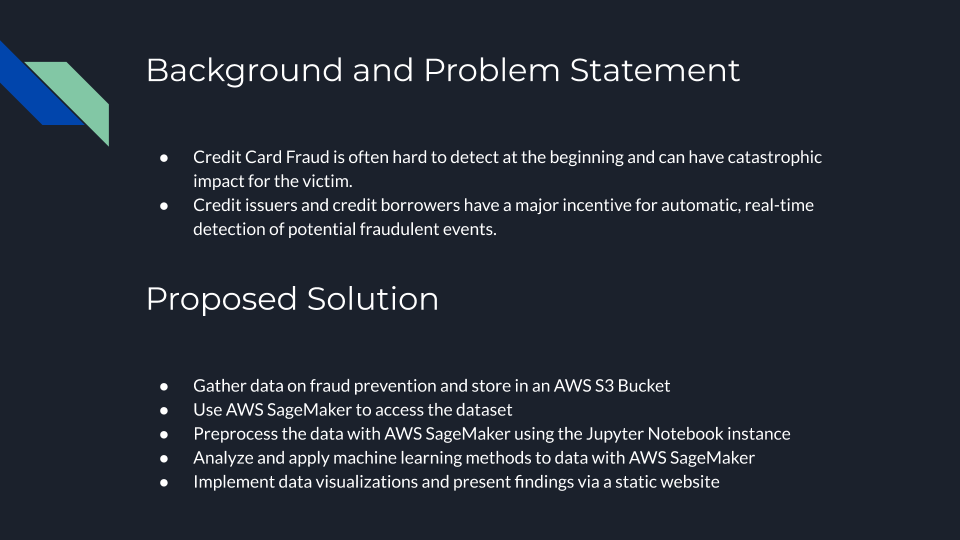 Background and Problem Statement
● Credit Card Fraud is often hard to detect at the beginning and can have catastrophic
impact for the victim.
● Credit issuers and credit borrowers have a major incentive for automatic, real-time
detection of potential fraudulent events.
Proposed Solution
● Gather data on fraud prevention and store in an AWS S3 Bucket
● Use AWS SageMaker to access the dataset
● Preprocess the data with AWS SageMaker using the Jupyter Notebook instance
● Analyze and apply machine learning methods to data with AWS SageMaker
● Implement data visualizations and present findings via a static website